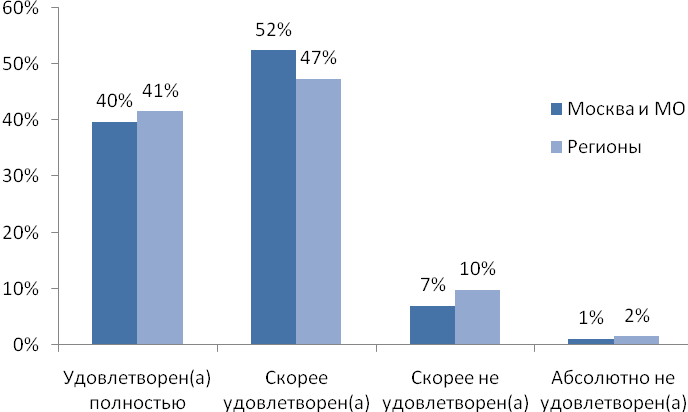 60%
50%
40%
30%
20%
10%
0%
40%
41%
52%
47%
7%
10%
1%
2%
Москва и МО
Регионы
Удовлетворен(а)
полностью
Скорее
удовлетворен(а)
Скорее не
удовлетворен(а)
Абсолютно не
удовлетворен(а)